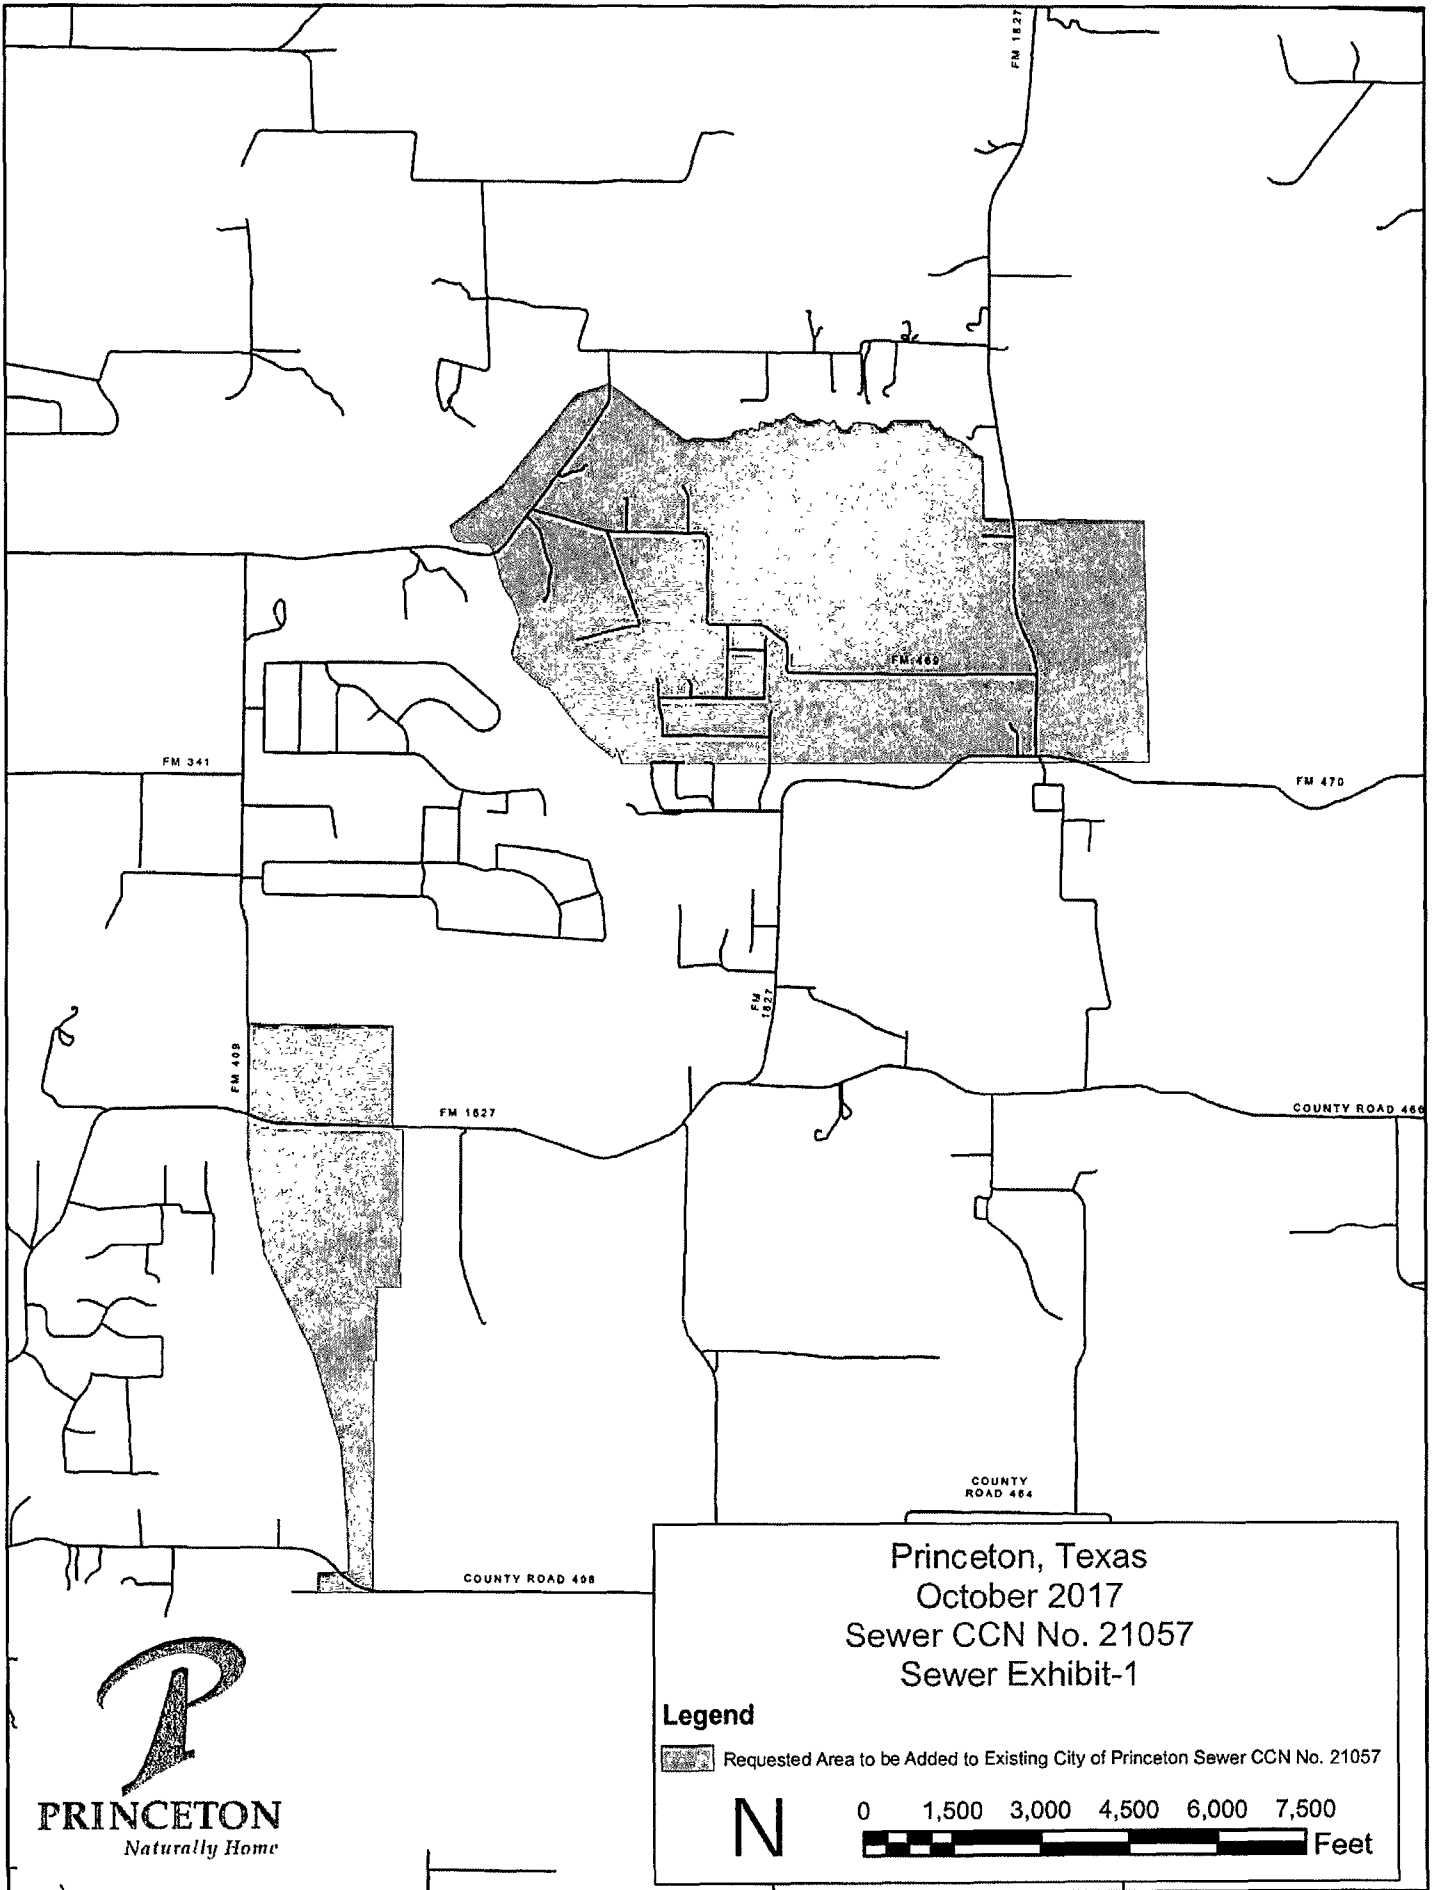 FM 1827
FM 469
FM 341
FM 470
FM
1827
FM 409
FM 1827
COUNTY ROAD 466
COUNTY
ROAD 464
COUNTY ROAD 408
Princeton, Texas
October 2017
Sewer CCN No. 21057
Sewer Exhibit-1
Legend
Requested Area to be Added to Existing City of Princeton Sewer CCN No. 21057
N
0 1,500 3,000 4,500 6,000 7,500
Feet
P
PRINCETON
Naturally Home